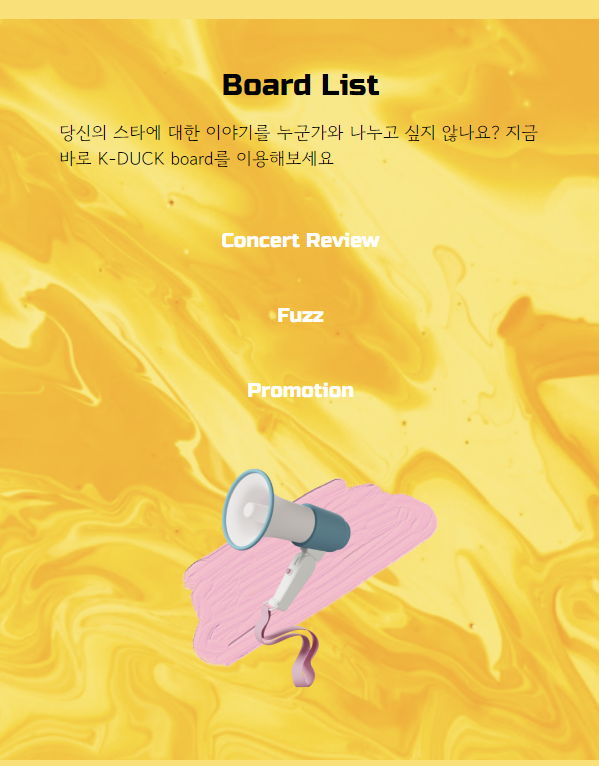 Board List
당신의 스타에 대한 이야기를 누군가와 나누고 싶지 않나요? 지금
바로 K-DUCK board를 이용해보세요
Concert Review
Fuzz
Promotion